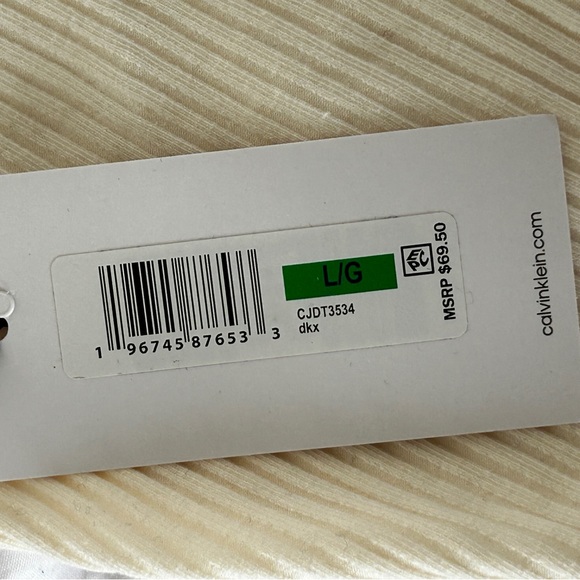 L/G
CJDT3534
dkx
1 96745 87653 3
MSRP $69.50
calvinklein.com